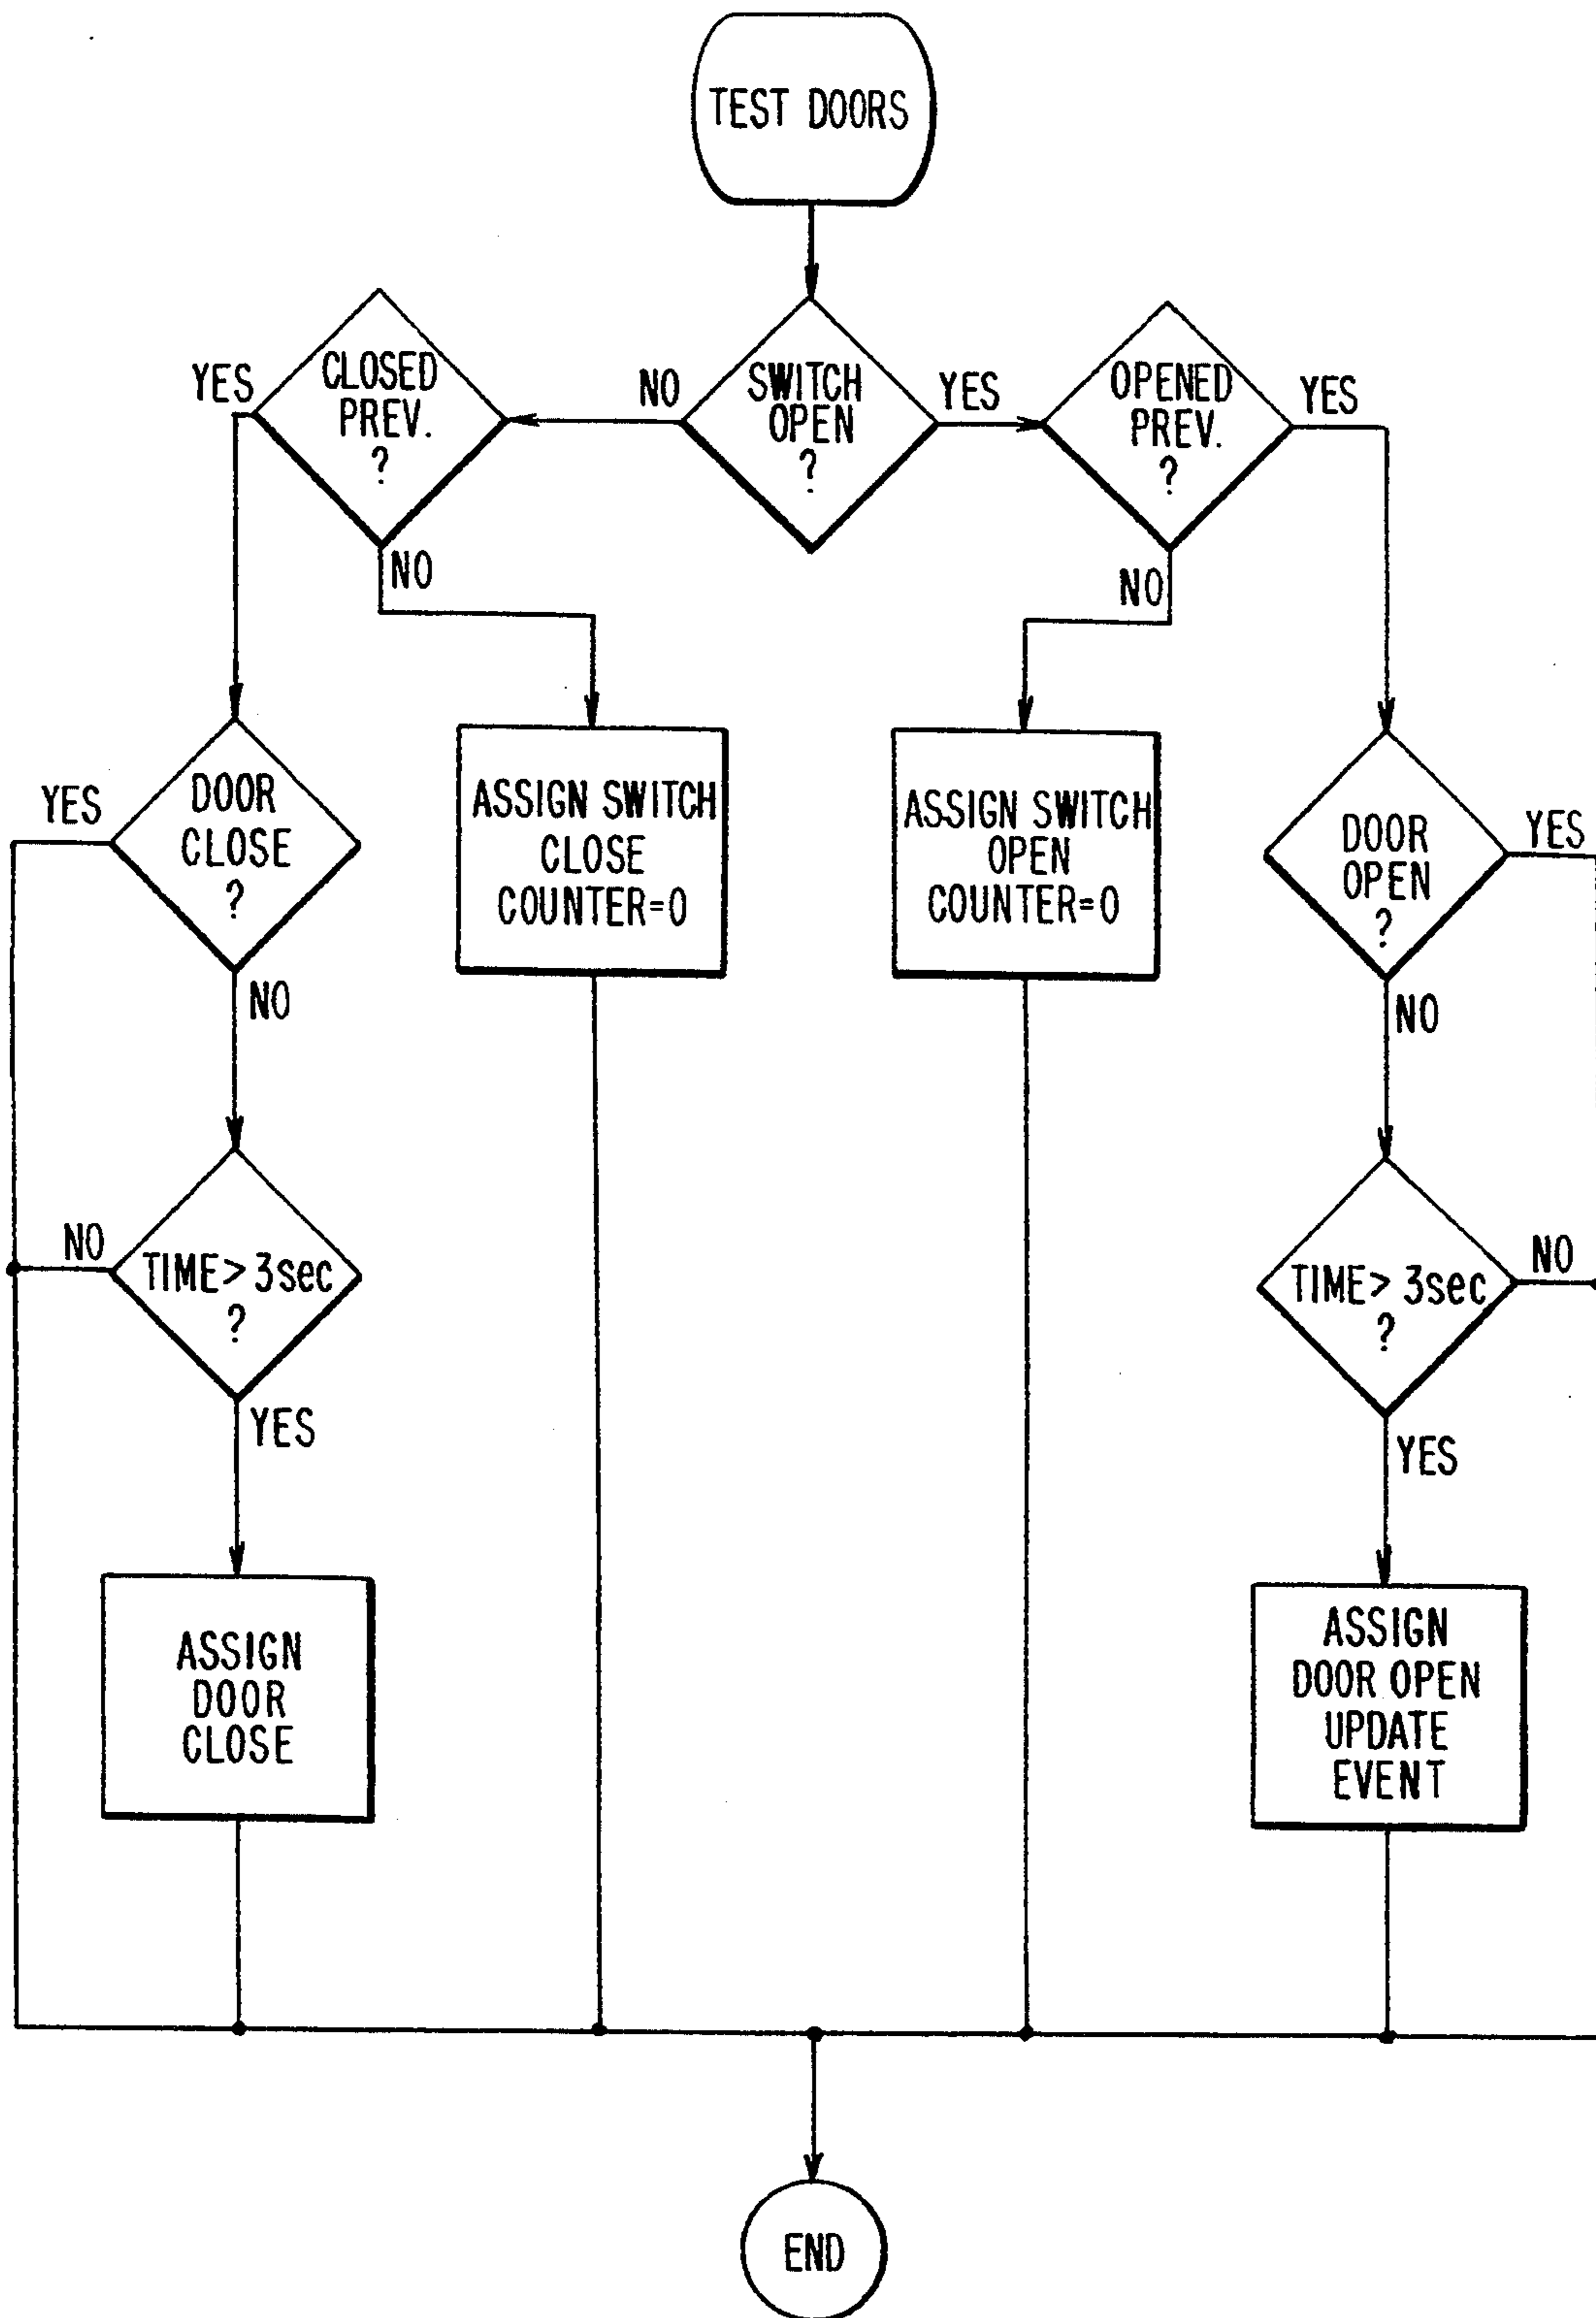 TEST DOORS
YES
CLOSED
PREV.
?
NO
SWITCH
OPEN
?
YES
OPENED
PREV.
?
YES
NO
NO
YES
DOOR
CLOSE
?
NO
ASSIGN SWITCH
CLOSE
COUNTER=0
ASSIGN SWITCH
OPEN
COUNTER=0
DOOR
OPEN
?
YES
NO
NO
TIME> 3sec
?
YES
TIME> 3sec
?
NO
YES
ASSIGN
DOOR
CLOSE
ASSIGN
DOOR OPEN
UPDATE
EVENT
END